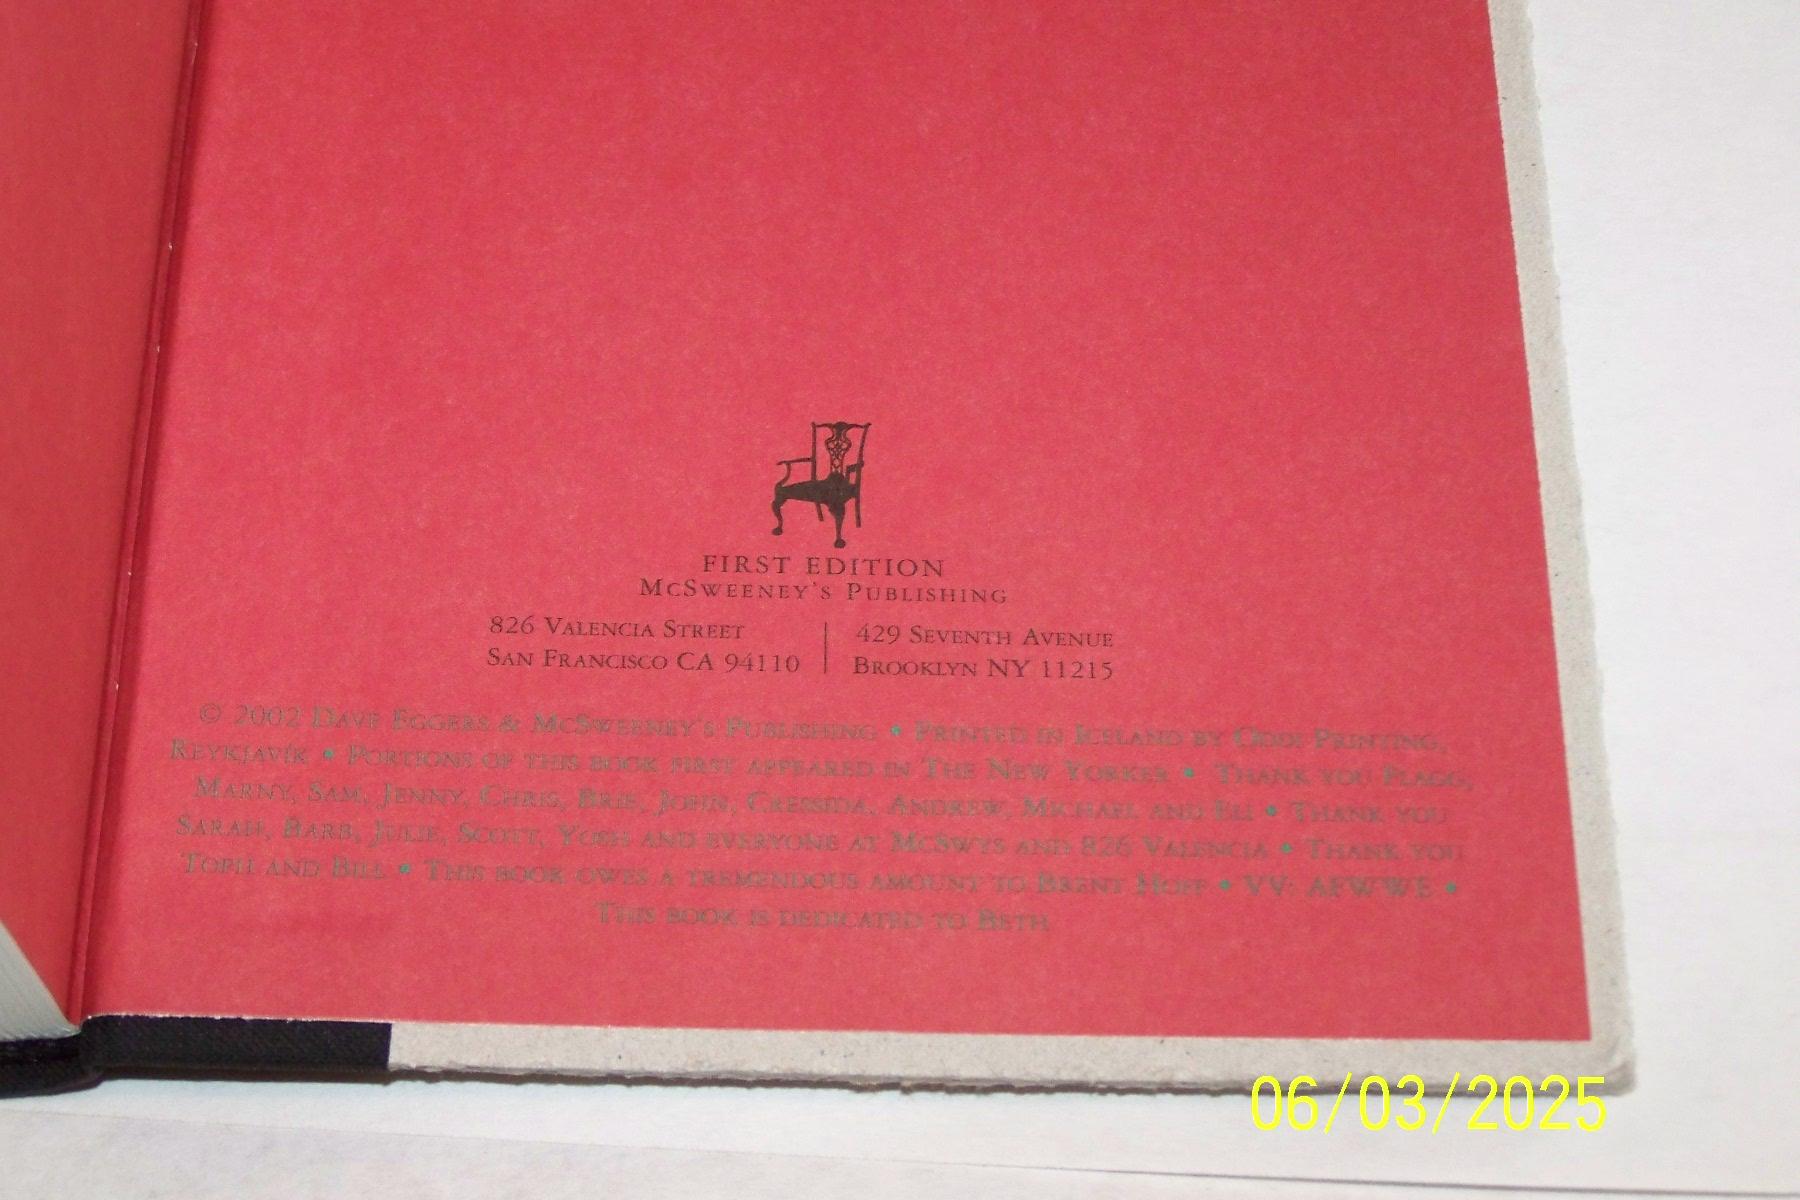 FIRST EDITION
McSweeney's Publishing
826 Valencia Street
San Francisco CA 94110
429 Seventh Avenue
Brooklyn NY 11215
© 2002 Dave Eggers & McSweeney's Publishing • Printed in Iceland by Oddi Printing,
Reykjavík • Portions of this book first appeared in The New Yorker • Thank you Flagg,
Marny, Sam, Jenny, Chris, Brie, John, Cressida, Andrew, Michael and Eli • Thank you
Sarah, Barb, Julie, Scott, Yosh and everyone at McSwys and 826 Valencia • Thank you
Toph and Bill • This book owes a tremendous amount to Brent Hoff • VV: AFWWE •
This book is dedicated to Beth
06/03/2025